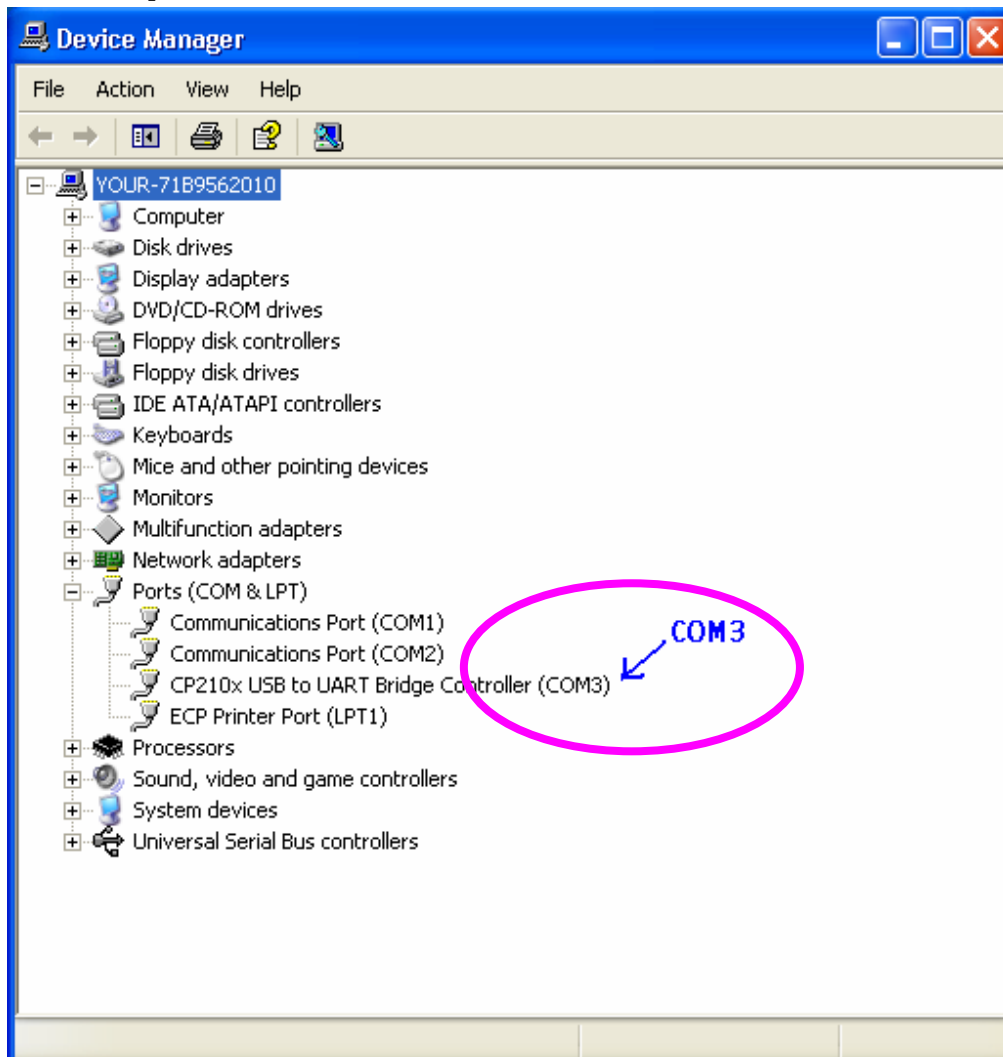 Device Manager
File Action View Help
YOUR-71B9562010
Computer
Disk drives
Display adapters
DVD/CD-ROM drives
Floppy disk controllers
Floppy disk drives
IDE ATA/ATAPI controllers
Keyboards
Mice and other pointing devices
Monitors
Multifunction adapters
Network adapters
Ports (COM & LPT)
Communications Port (COM1)
COM3
Communications Port (COM2)
CP210x USB to UART Bridge Controller (COM3)
ECP Printer Port (LPT1)
Processors
Sound, video and game controllers
System devices
Universal Serial Bus controllers